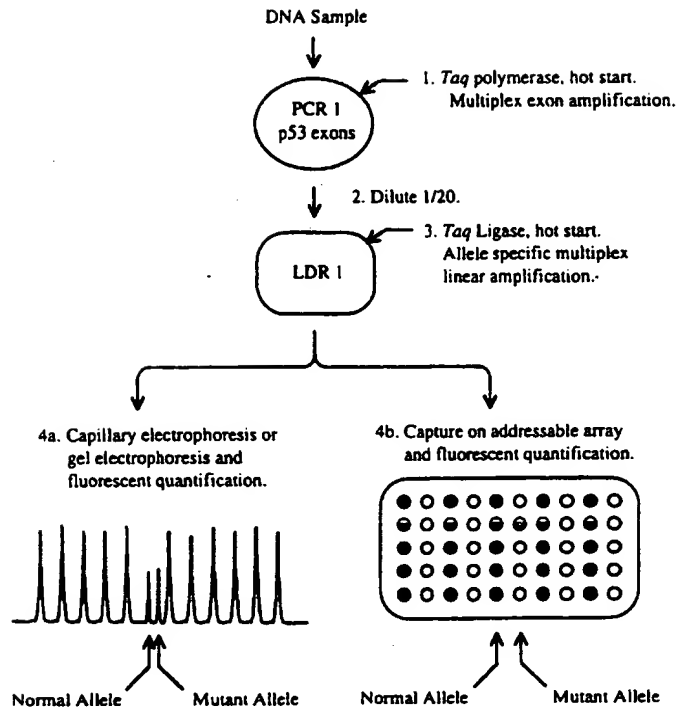 DNA Sample
1. Taq polymerase, hot start.
Multiplex exon amplification.
PCR 1
p53 exons
2. Dilute 1/20.
3. Taq Ligase, hot start.
Allele specific multiplex
linear amplification.
LDR 1
4a. Capillary electrophoresis or
gel electrophoresis and
fluorescent quantification.
4b. Capture on addressable array
and fluorescent quantification.
Normal Allele
Mutant Allele
Normal Allele
Mutant Allele